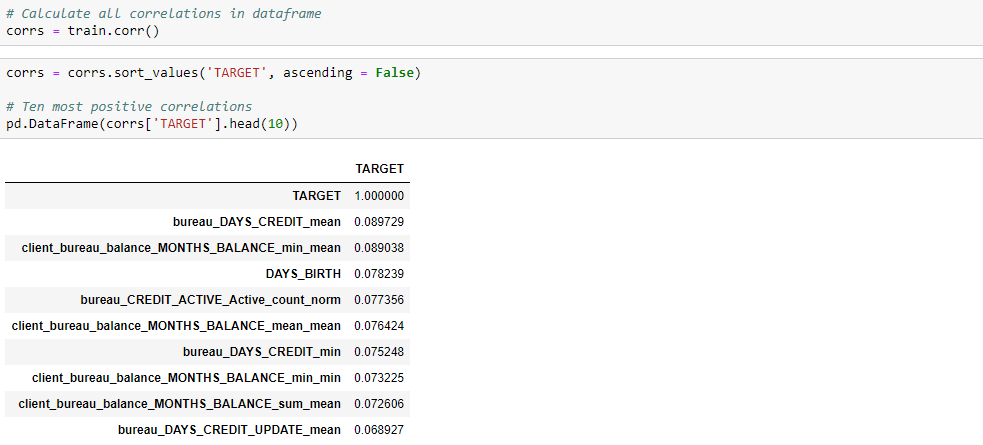 # Calculate all correlations in dataframe
corrs = train.corr()
corrs = corrs.sort_values('TARGET', ascending = False)
# Ten most positive correlations
pd.DataFrame(corrs['TARGET'].head(10))
TARGET
TARGET 1.000000
bureau_DAYS_CREDIT_mean 0.089729
client_bureau_balance_MONTHS_BALANCE_min_mean 0.089038
DAYS_BIRTH 0.078239
bureau_CREDIT_ACTIVE_Active_count_norm 0.077356
client_bureau_balance_MONTHS_BALANCE_mean_mean 0.076424
bureau_DAYS_CREDIT_min 0.075248
client_bureau_balance_MONTHS_BALANCE_min_min 0.073225
client_bureau_balance_MONTHS_BALANCE_sum_mean 0.072606
bureau_DAYS_CREDIT_UPDATE_mean 0.068927